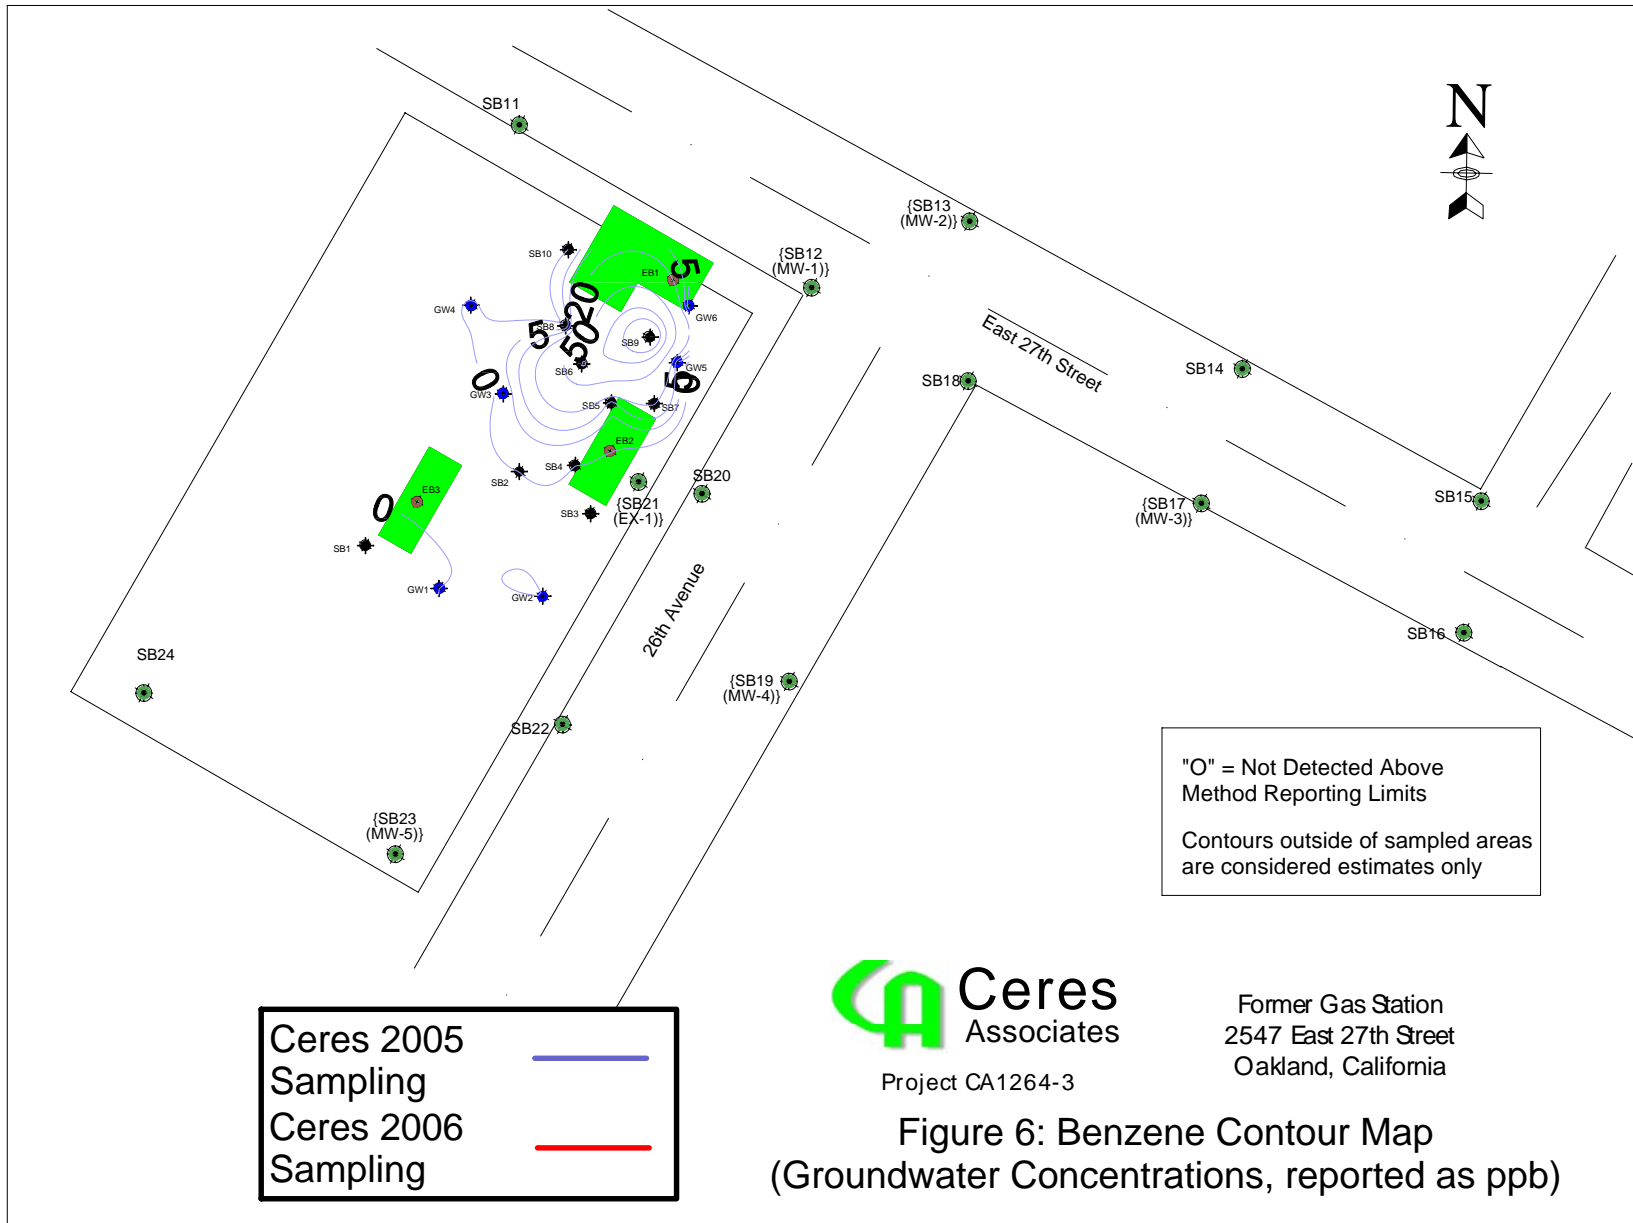 SB11
N
{SB13
(MW-2)}
{SB12
(MW-1)}
SB10
EB1
5
GW4
20
GW6
SB8
5
50
SB9
East 27th Street
SB6
GW5
SB14
SB18
0
5
0
GW3
SB5
SB7
EB2
SB4
SB2
SB20
EB3
{SB21
(EX-1)}
0
SB3
SB15
{SB17
(MW-3)}
SB1
GW1
GW2
26th Avenue
SB16
SB24
{SB19
(MW-4)}
SB22
"O" = Not Detected Above
Method Reporting Limits
Contours outside of sampled areas
are considered estimates only
{SB23
(MW-5)}
Ceres 2005
Sampling
Ceres 2006
Sampling
CA
Ceres
Associates
Project CA1264-3
Former Gas Station
2547 East 27th Street
Oakland, California
Figure 6: Benzene Contour Map
(Groundwater Concentrations, reported as ppb)